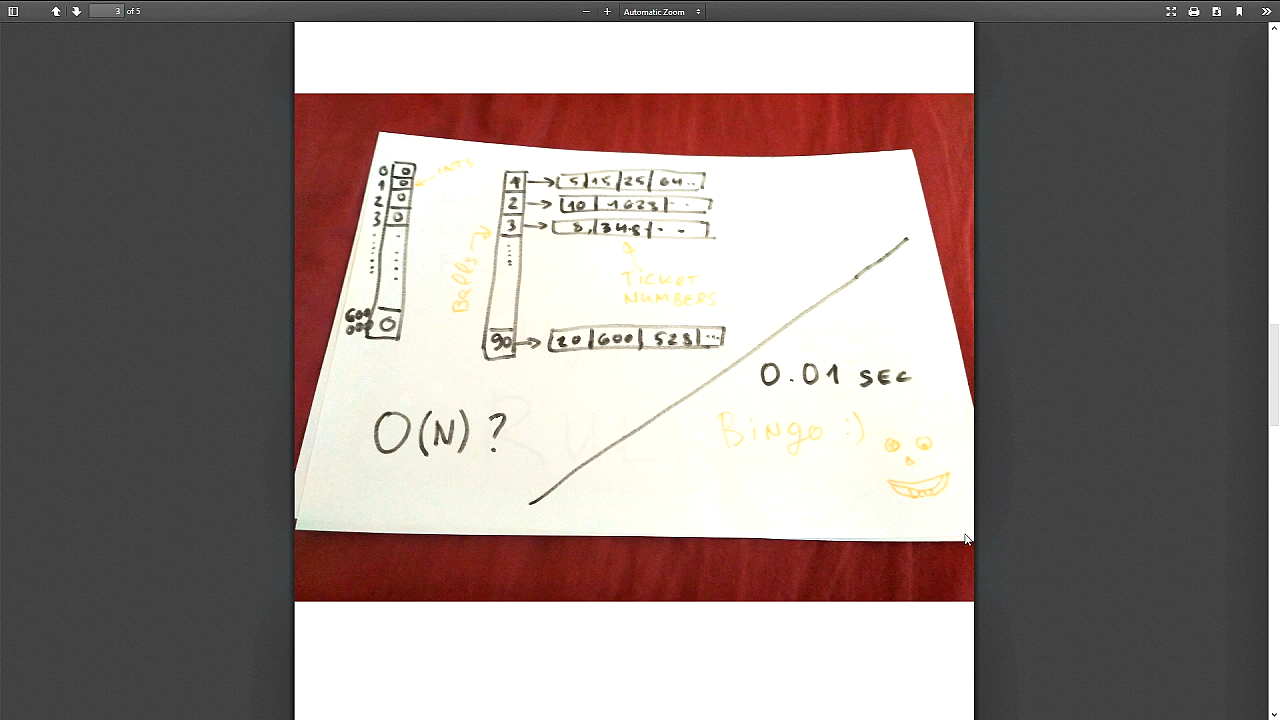 3 of 5
Automatic Zoom
0 0
1 0
2 0
3 0
600
000 0
INTS
1 5 15 25 64..
2 10 1623 . .
3 8, 348 . .
90 20 600 523 ...
Balls
TICKET
NUMBERS
O(N) ?
0.01 SEC
Bingo :)